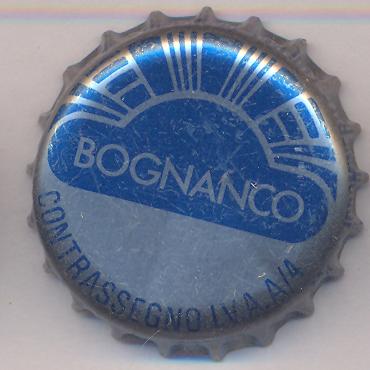 BOGNANCO
CONTRASSEGNO I.V.A. A/4